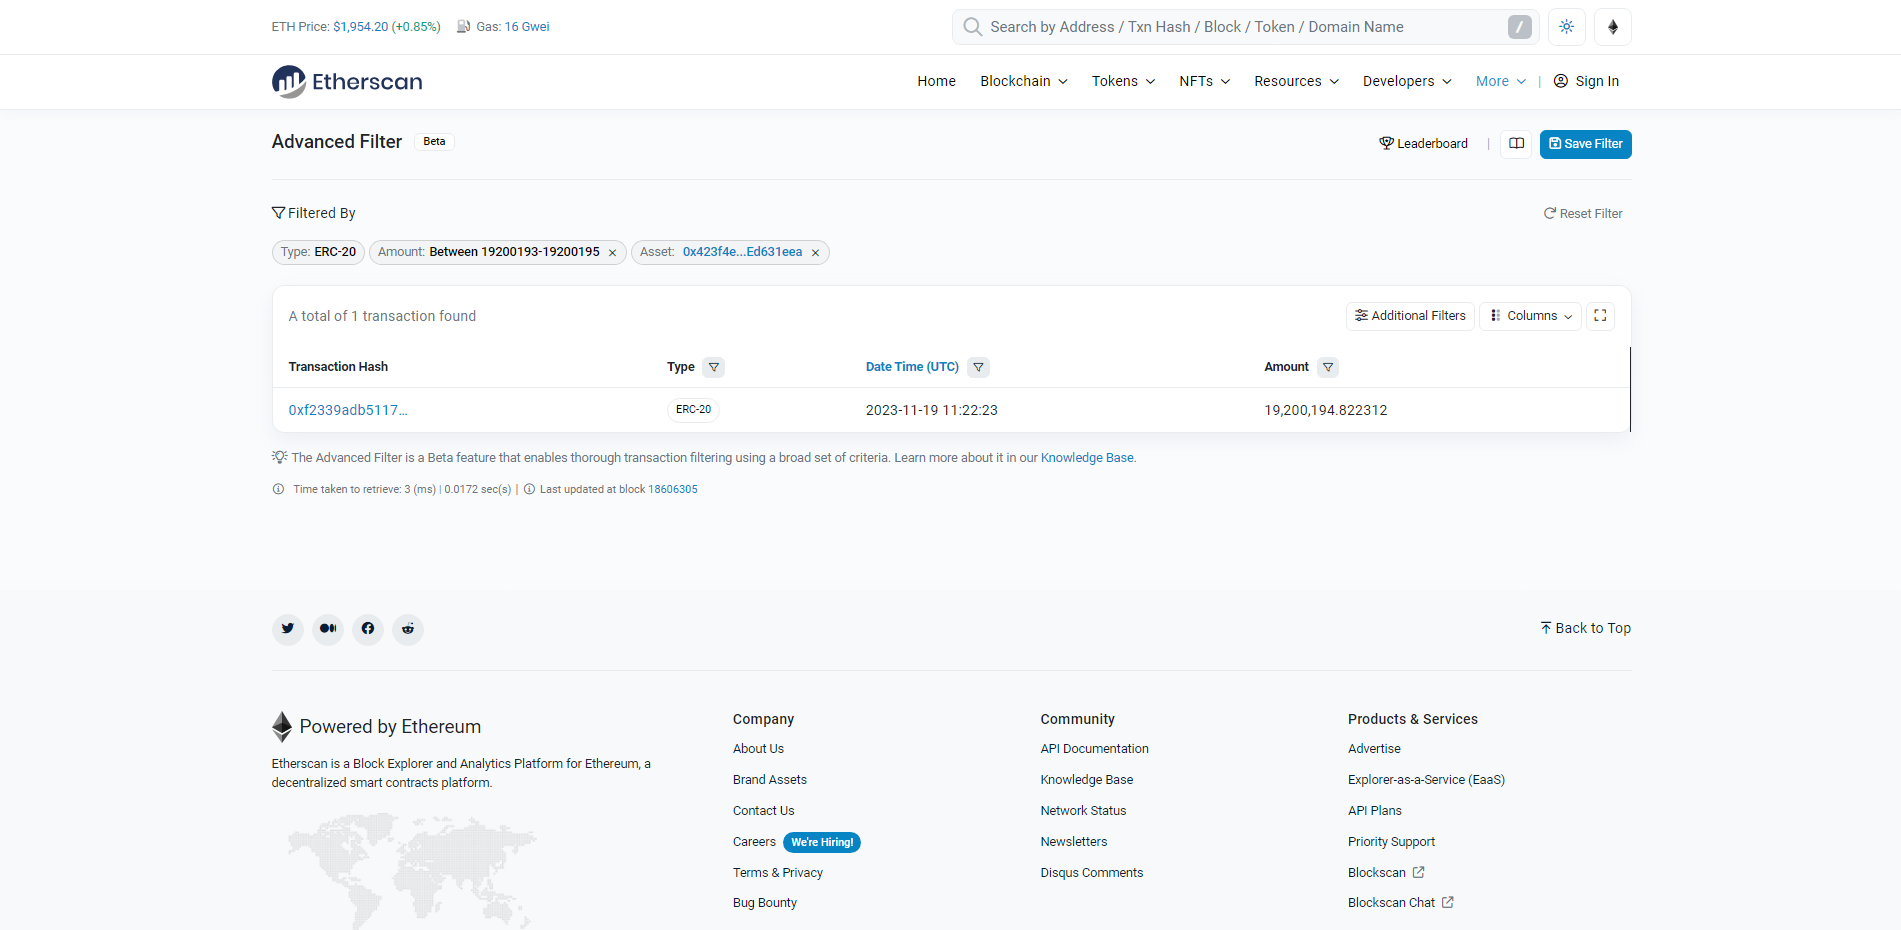 ETH Price: $1,954.20 (+0.85%) Gas: 16 Gwei
Search by Address / Txn Hash / Block / Token / Domain Name /
Etherscan
Home Blockchain Tokens NFTs Resources Developers More | Sign In
Advanced Filter Beta
Leaderboard | Save Filter
Filtered By
Reset Filter
Type: ERC-20 Amount: Between 19200193-19200195 × Asset: 0x423f4e...Ed631eea ×
A total of 1 transaction found
Additional Filters Columns
Transaction Hash Type Date Time (UTC) Amount
0xf2339adb5117... ERC-20 2023-11-19 11:22:23 19,200,194.822312
The Advanced Filter is a Beta feature that enables thorough transaction filtering using a broad set of criteria. Learn more about it in our Knowledge Base.
Time taken to retrieve: 3 (ms) | 0.0172 sec(s) | Last updated at block 18606305
Back to Top
Powered by Ethereum
Etherscan is a Block Explorer and Analytics Platform for Ethereum, a
decentralized smart contracts platform.
Company
About Us
Brand Assets
Contact Us
Careers We're Hiring!
Terms & Privacy
Bug Bounty
Community
API Documentation
Knowledge Base
Network Status
Newsletters
Disqus Comments
Products & Services
Advertise
Explorer-as-a-Service (EaaS)
API Plans
Priority Support
Blockscan
Blockscan Chat